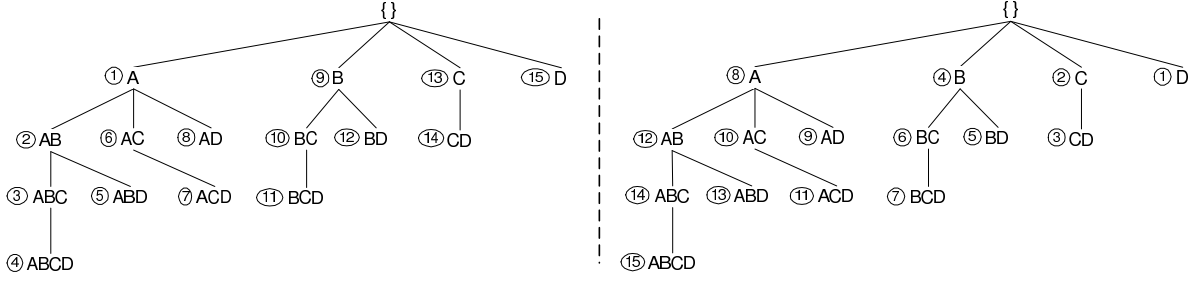 { } { }
① A ⑨ B ⑬ C ⑮ D ⑧ A ④ B ② C ① D
② AB ⑥ AC ⑧ AD ⑩ BC ⑫ BD ⑭ CD ⑫ AB ⑩ AC ⑨ AD ⑥ BC ⑤ BD ③ CD
③ ABC ⑤ ABD ⑦ ACD ⑪ BCD ⑭ ABC ⑬ ABD ⑪ ACD ⑦ BCD
④ ABCD ⑮ ABCD